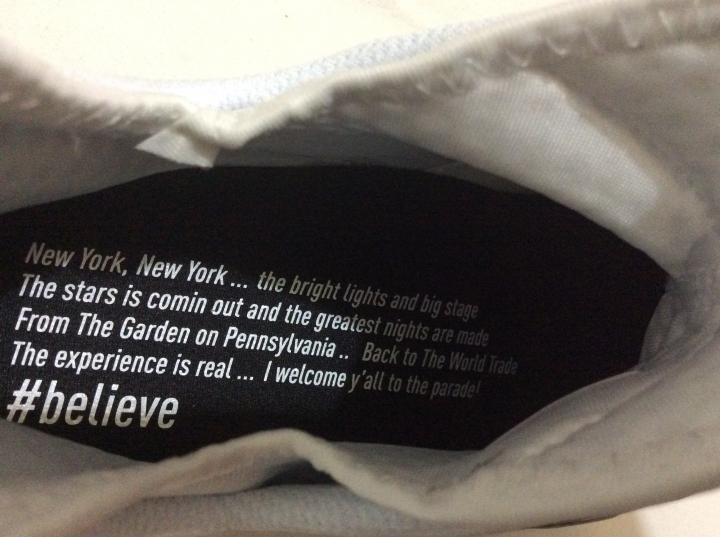 New York, New York ... the bright lights and big stage
The stars is comin out and the greatest nights are made
From The Garden on Pennsylvania .. Back to The World Trade
The experience is real ... I welcome y'all to the parade!
#believe